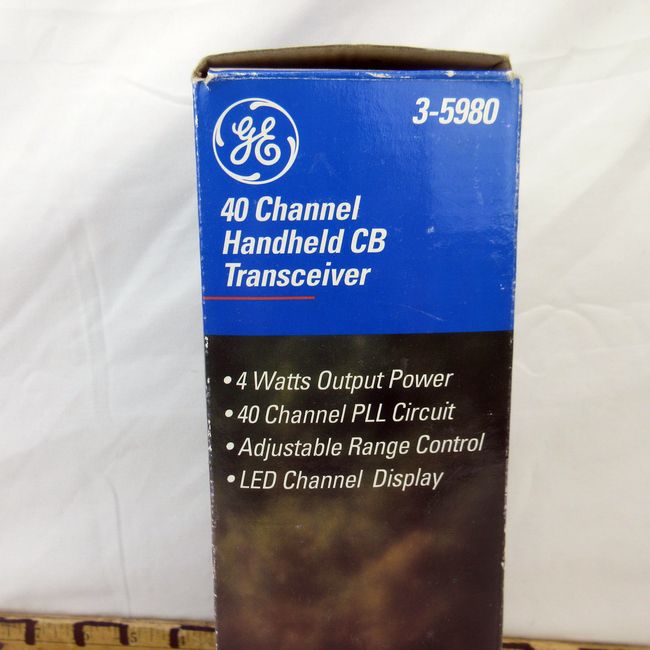 GE
3-5980
40 Channel
Handheld CB
Transceiver
• 4 Watts Output Power
• 40 Channel PLL Circuit
• Adjustable Range Control
• LED Channel Display